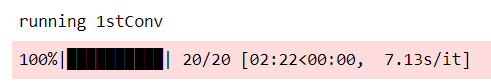 running 1stConv
100%|██████████| 20/20 [02:22<00:00,  7.13s/it]